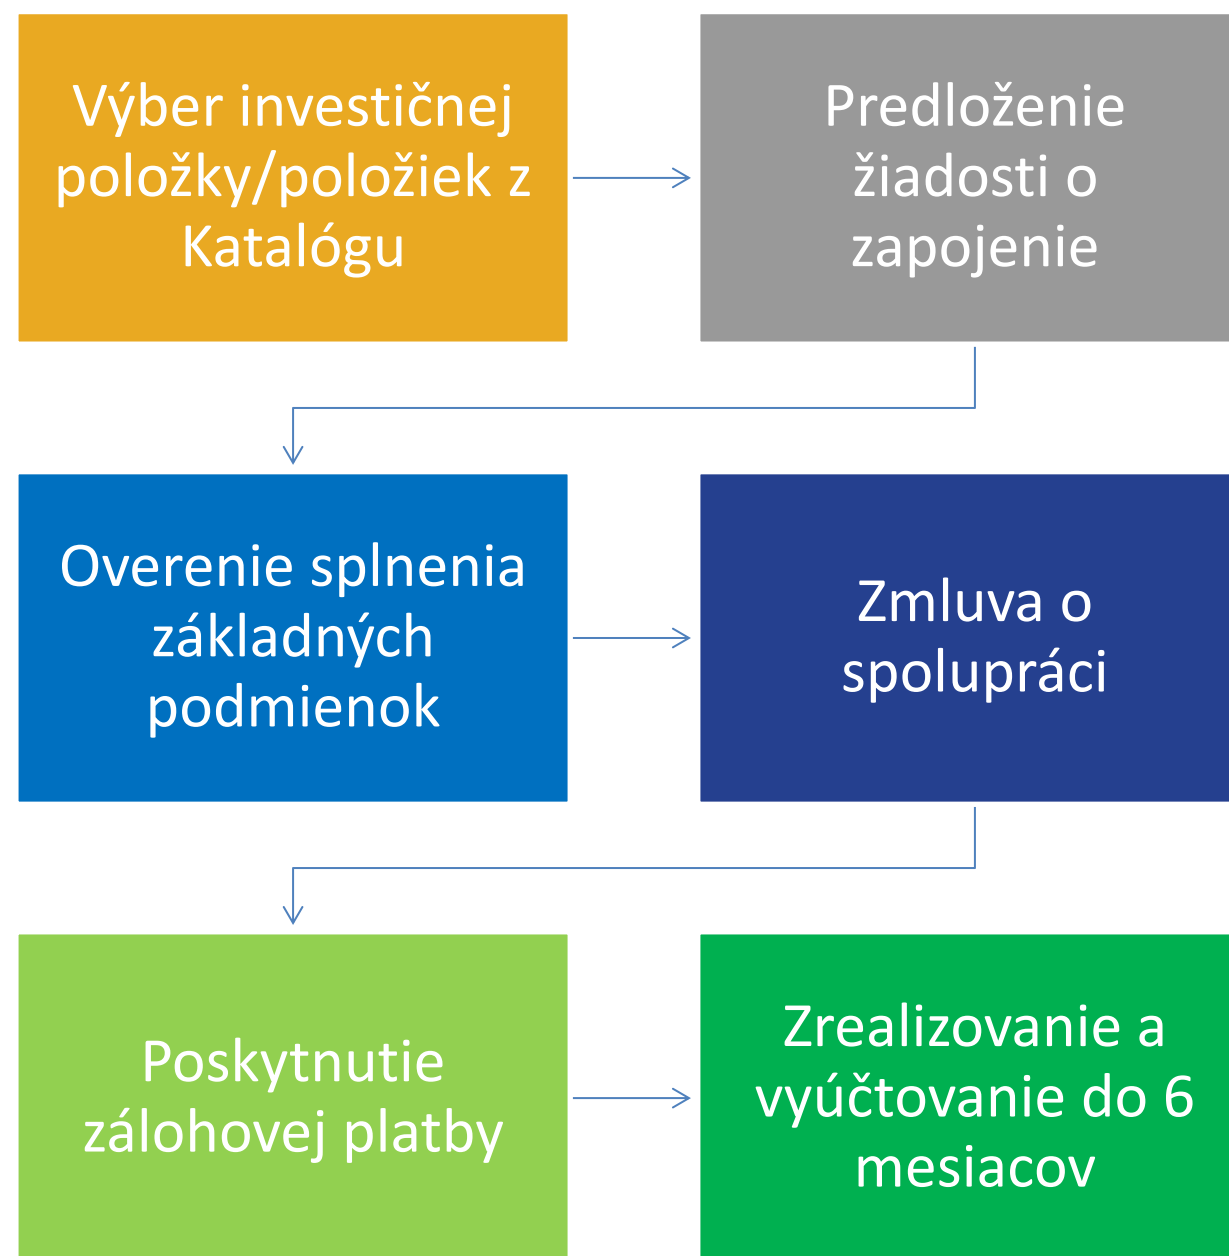 Výber investičnej
položky/položiek z
Katalógu
Predloženie
žiadosti o
zapojenie
Overenie splnenia
základných
podmienok
Zmluva o
spolupráci
Poskytnutie
zálohovej platby
Zrealizovanie a
vyúčtovanie do 6
mesiacov